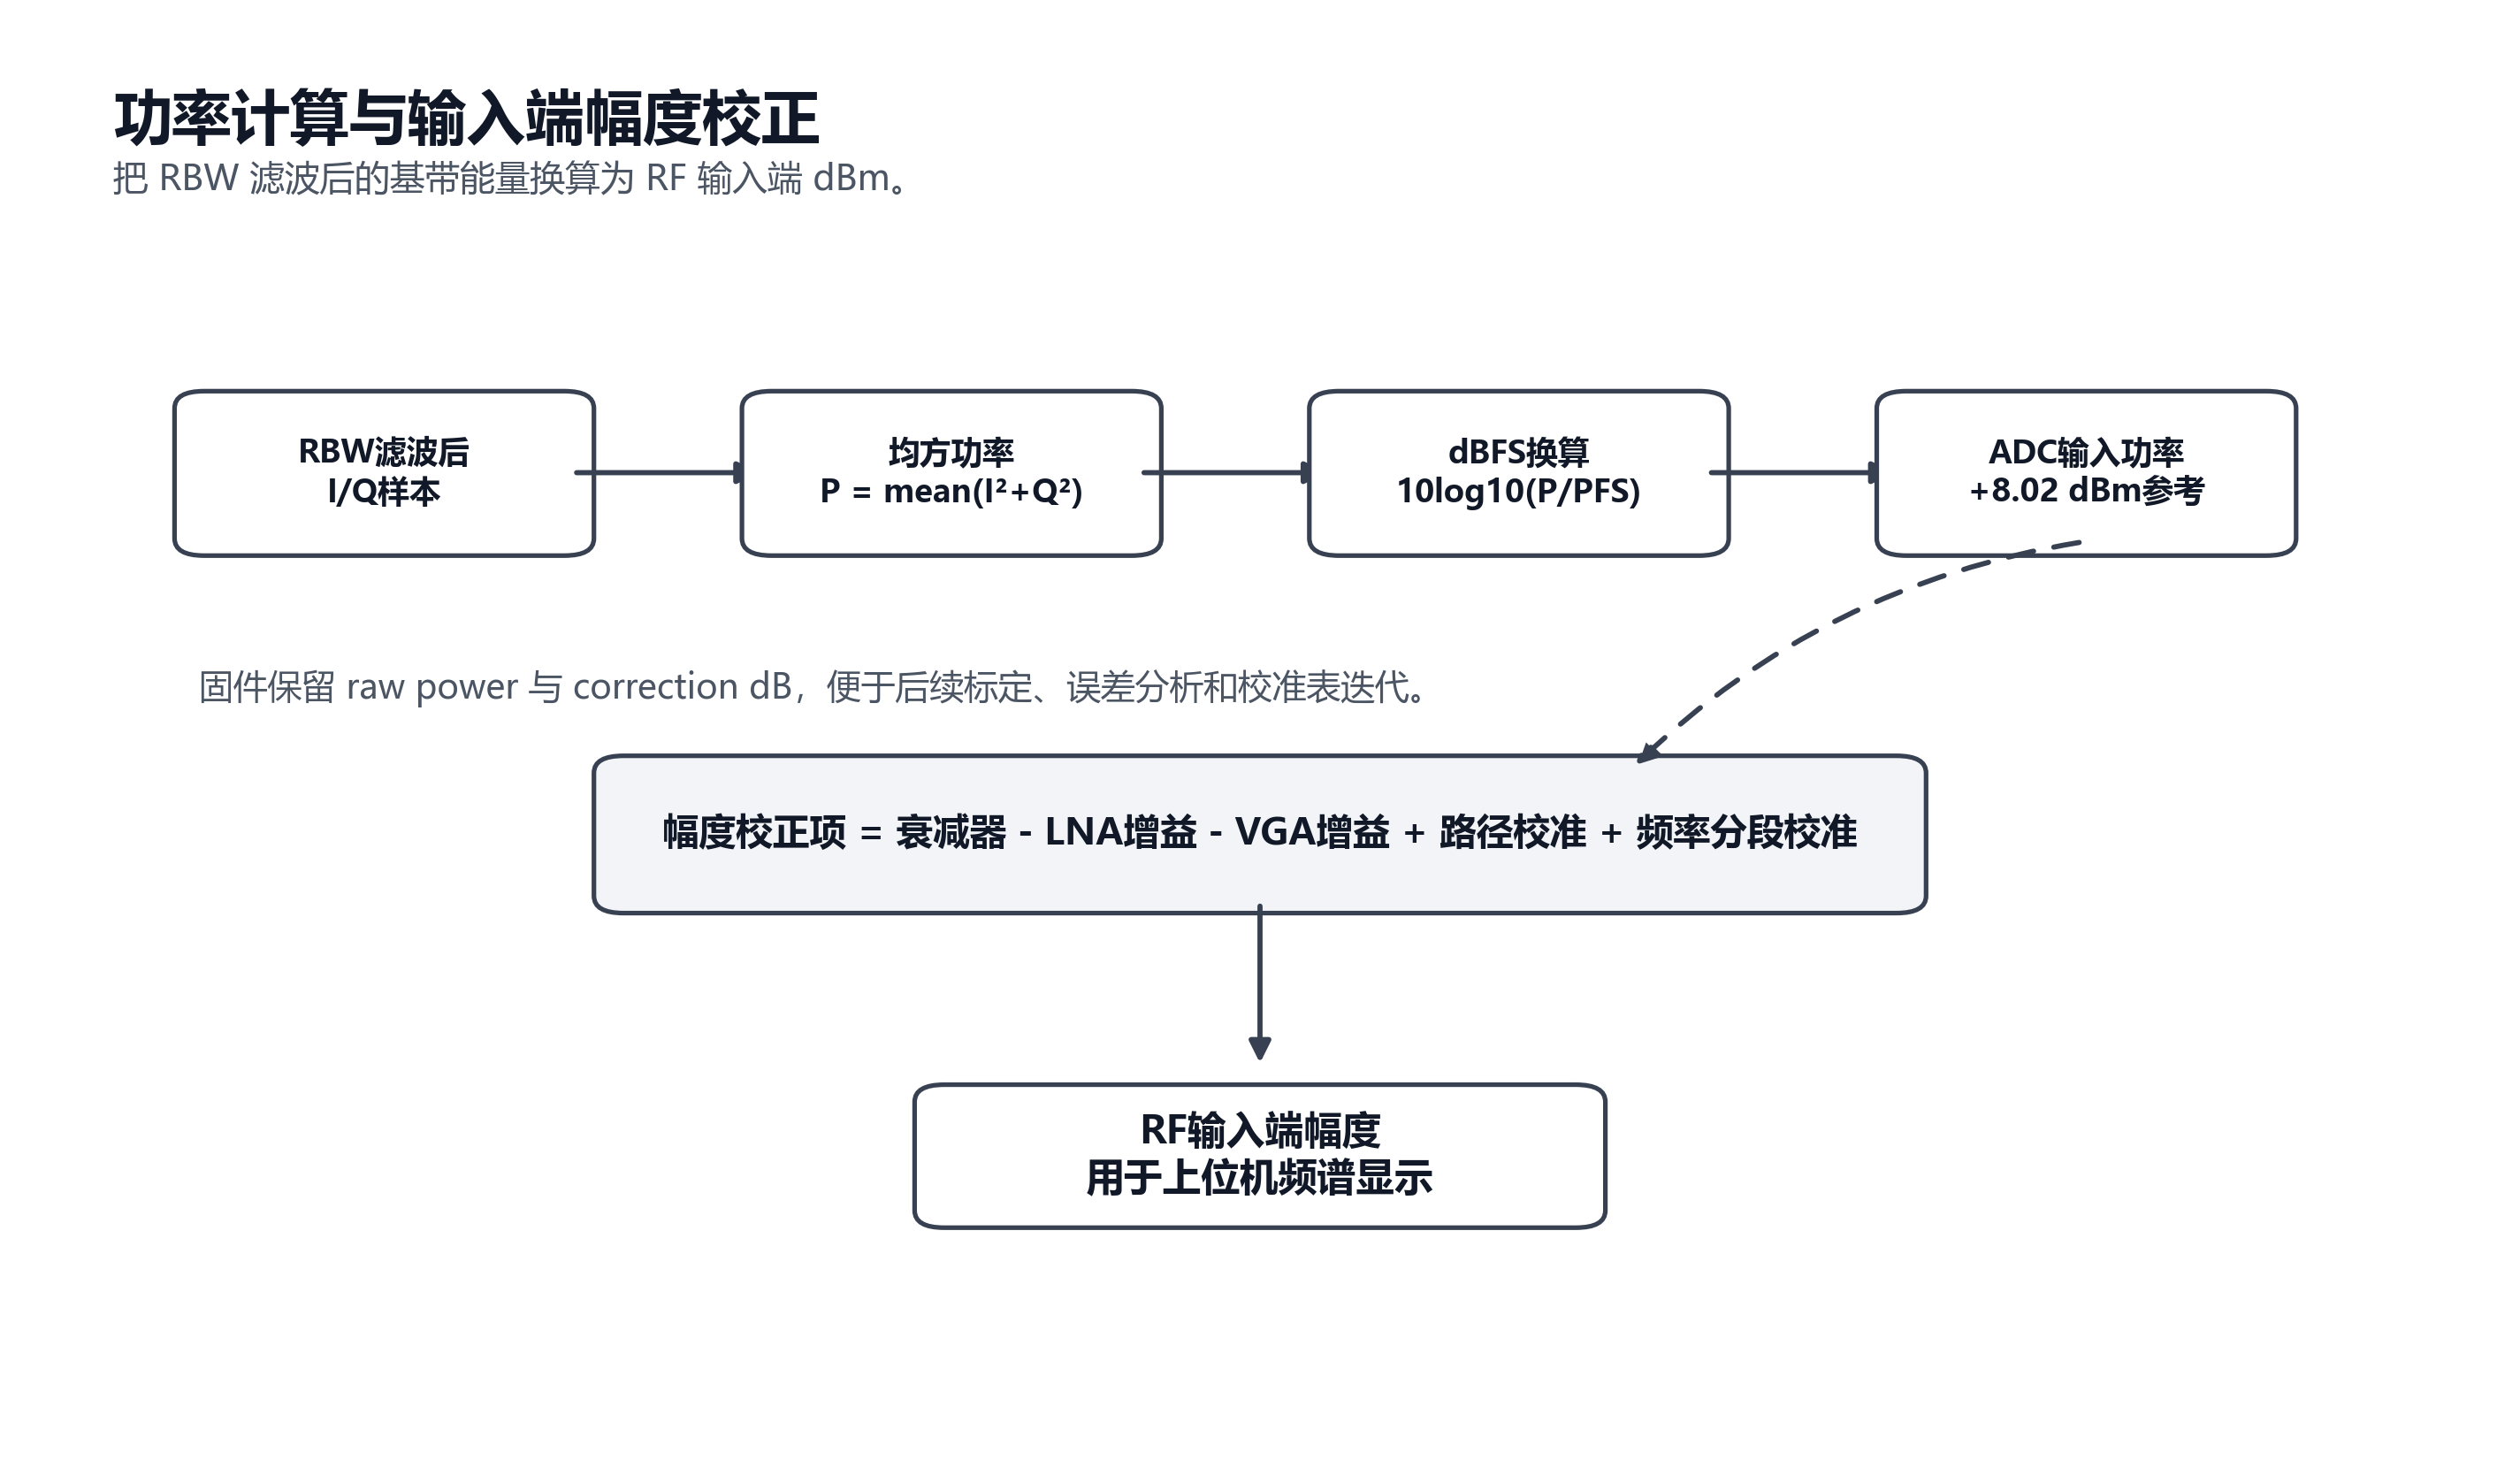 功率计算与输入端幅度校正
把 RBW 滤波后的基带能量换算为 RF 输入端 dBm。
RBW滤波后
I/Q样本
均方功率
P = mean(I²+Q²)
dBFS换算
10log10(P/PFS)
ADC输入功率
+8.02 dBm参考
固件保留 raw power 与 correction dB，便于后续标定、误差分析和校准表迭代。
幅度校正项 = 衰减器 - LNA增益 - VGA增益 + 路径校准 + 频率分段校准
RF输入端幅度
用于上位机频谱显示